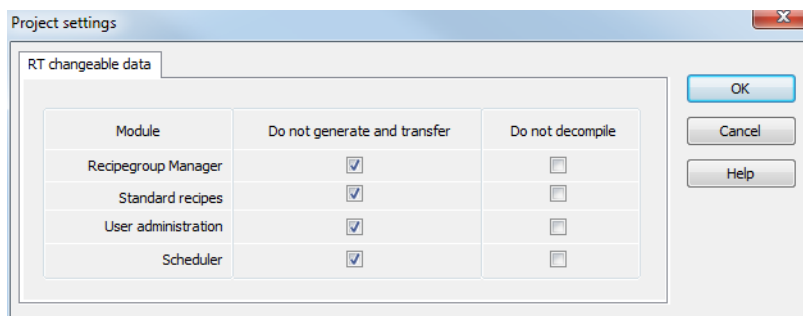 Project settings
RT changeable data
OK
Module Do not generate and transfer Do not decompile
Cancel
Recipegroup Manager
Help
Standard recipes
User administration
Scheduler